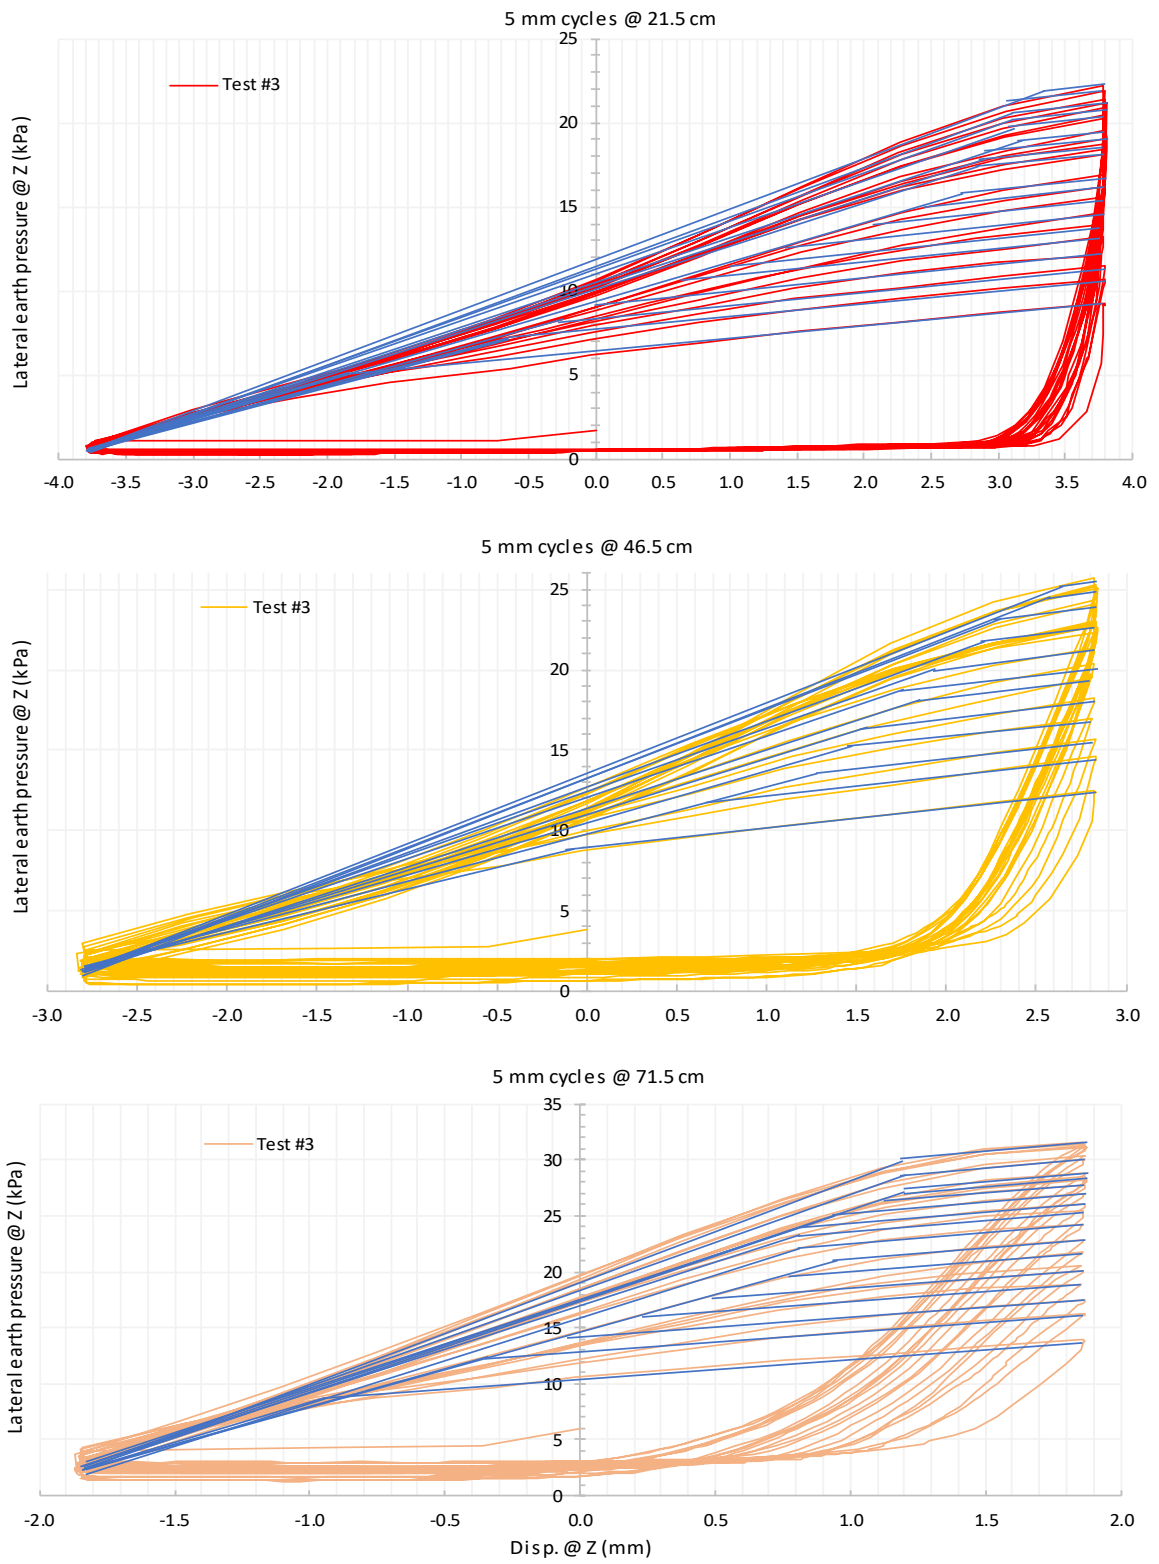 5 mm cycles @ 21.5 cm
25
Test #3
20
15
10
5
0
Lateral earth pressure @ Z (kPa)
-4.0 -3.5 -3.0 -2.5 -2.0 -1.5 -1.0 -0.5 0.0 0.5 1.0 1.5 2.0 2.5 3.0 3.5 4.0
5 mm cycles @ 46.5 cm
25
Test #3
20
15
10
5
0
Lateral earth pressure @ Z (kPa)
-3.0 -2.5 -2.0 -1.5 -1.0 -0.5 0.0 0.5 1.0 1.5 2.0 2.5 3.0
5 mm cycles @ 71.5 cm
35
Test #3
30
25
20
15
10
5
0
Lateral earth pressure @ Z (kPa)
-2.0 -1.5 -1.0 -0.5 0.0 0.5 1.0 1.5 2.0
Disp. @ Z (mm)